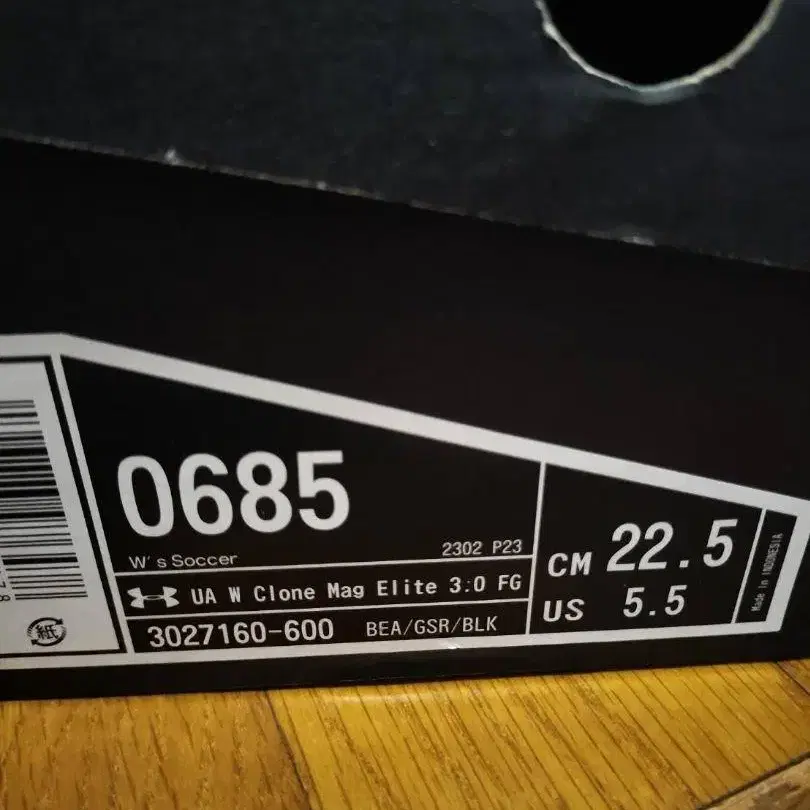 0685
W's Soccer 2302 P23
UA W Clone Mag Elite 3.0 FG
3027160-600 BEA/GSR/BLK
CM 22.5
US 5.5
Made in INDONESIA
紙